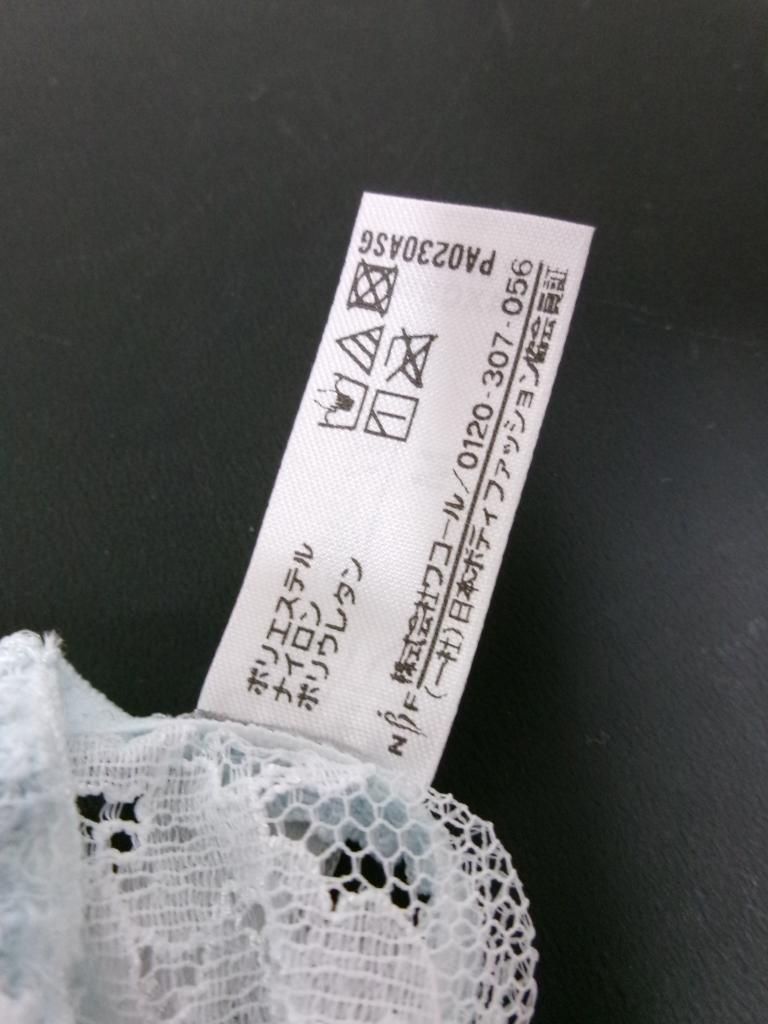 PA0230ASG
ポリエステル
ナイロン
ポリウレタン
NBF 株式会社ワコール/0120-307-056
(一社)日本ボディファッション協会員証